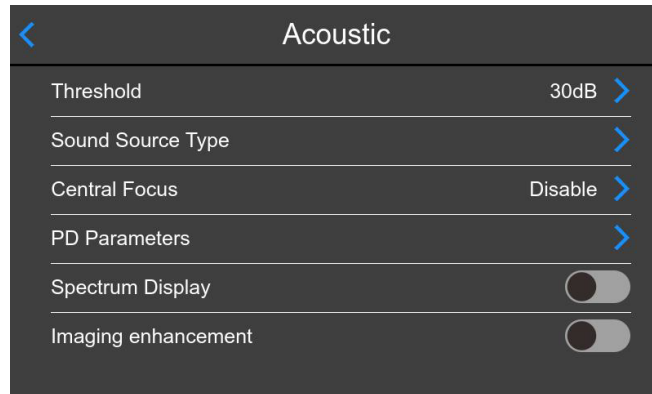 Acoustic
Threshold 30dB
Sound Source Type
Central Focus Disable
PD Parameters
Spectrum Display
Imaging enhancement